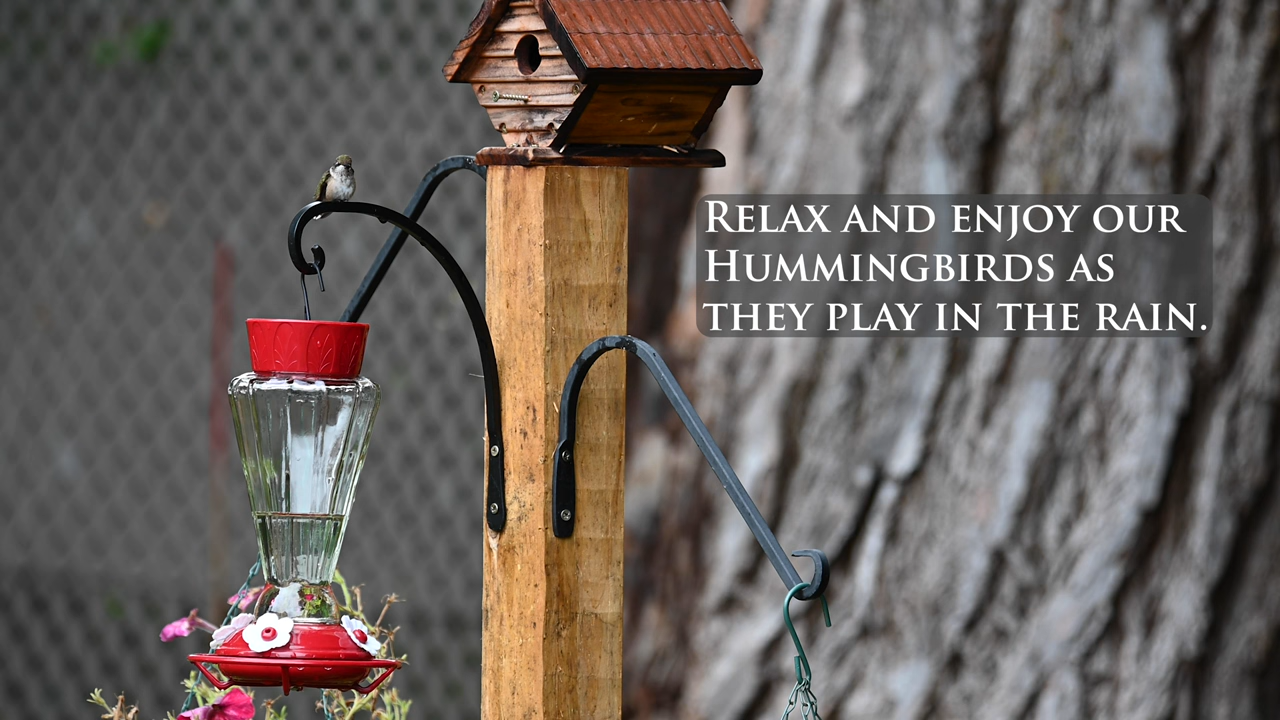 Relax and enjoy our
Hummingbirds as
they play in the rain.